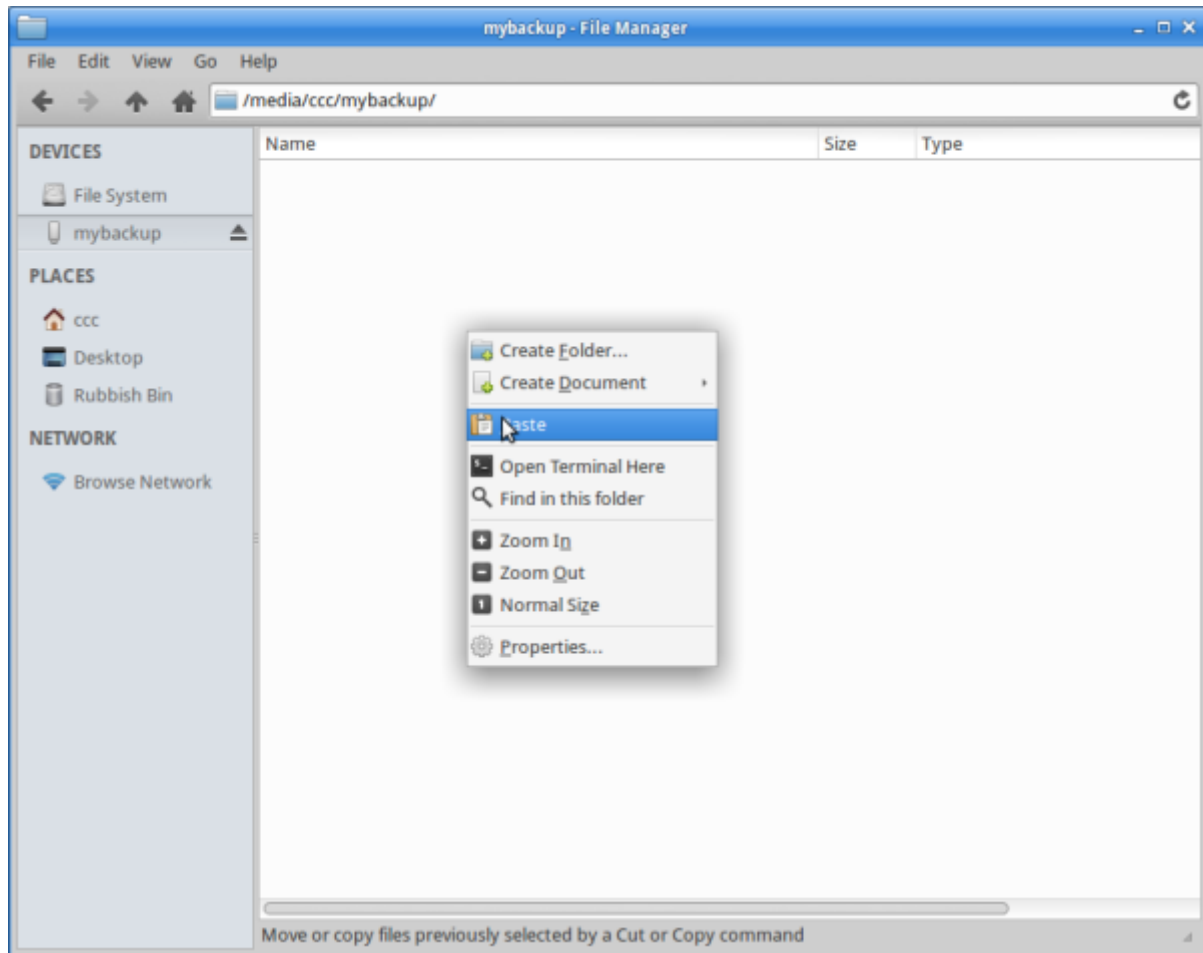 mybackup - File Manager
File Edit View Go Help
/media/ccc/mybackup/
DEVICES
File System
mybackup
PLACES
ccc
Desktop
Rubbish Bin
NETWORK
Browse Network
Name Size Type
Create Folder...
Create Document
aste
Open Terminal Here
Find in this folder
Zoom In
Zoom Out
Normal Size
Properties...
Move or copy files previously selected by a Cut or Copy command